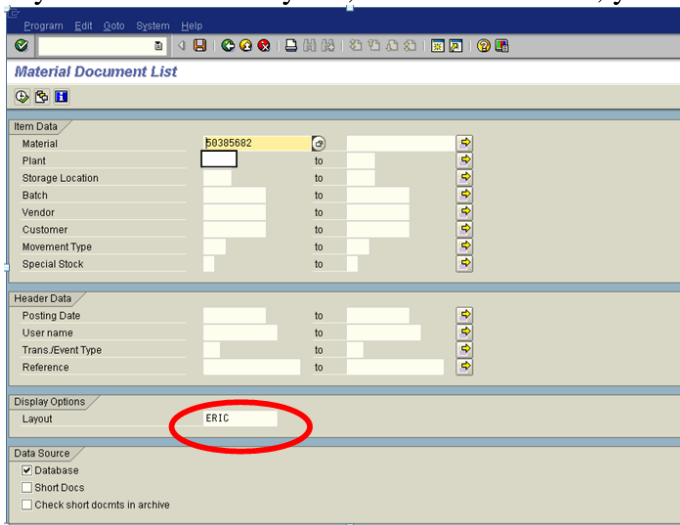 Program Edit Goto System Help
Material Document List
Item Data
Material 50385682
Plant to
Storage Location to
Batch to
Vendor to
Customer to
Movement Type to
Special Stock to
Header Data
Posting Date to
User name to
Trans./Event Type to
Reference to
Display Options
Layout ERIC
Data Source
Database
Short Docs
Check short docmts in archive